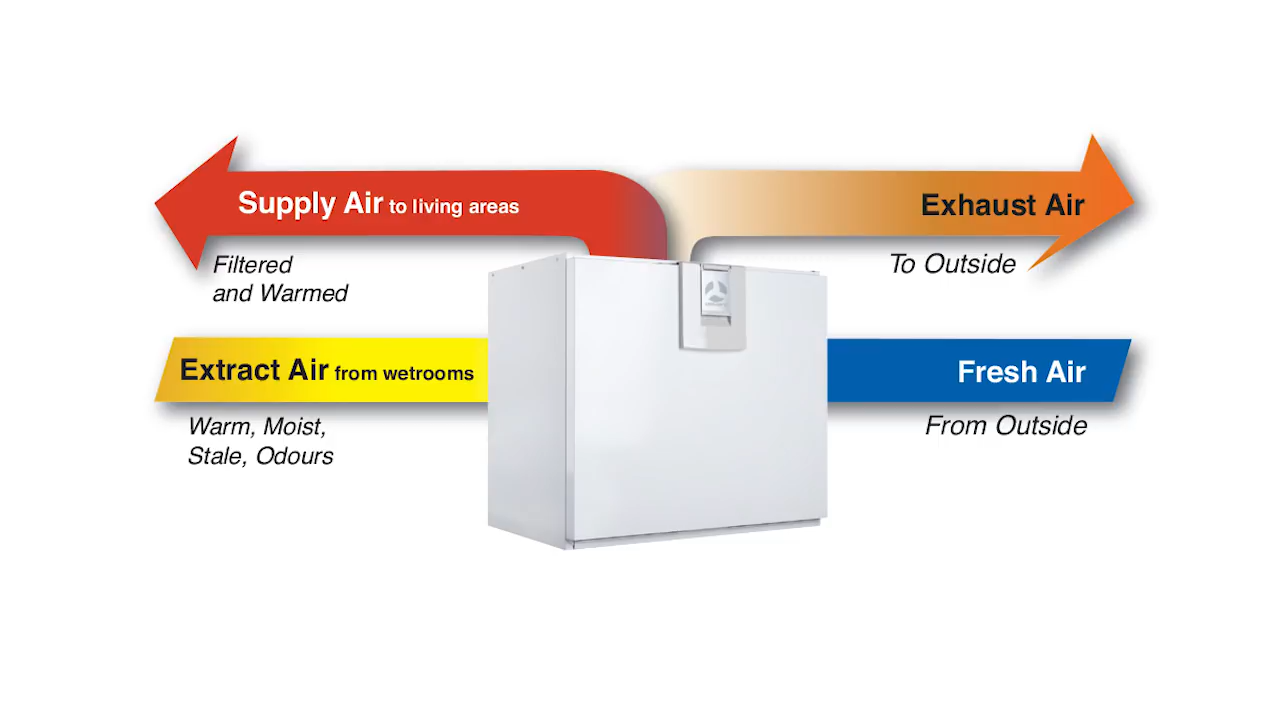 Supply Air to living areas
Exhaust Air
Filtered
and Warmed
To Outside
Extract Air from wetrooms
Fresh Air
Warm, Moist,
Stale, Odours
From Outside